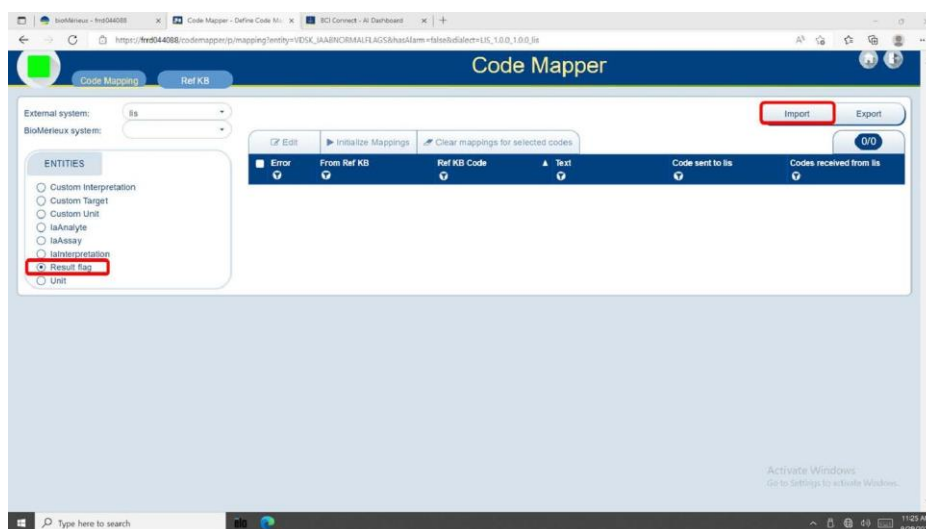 bioMérieux - frrd044088
Code Mapper - Define Code Ma
BCI Connect - AI Dashboard
https://frrd044088/codemapper/p/mapping?entity=VDSK_IAABNORMALFLAGS&hasAlarm=false&dialect=LIS_1.0.0_1.0.0_lis
Code Mapping
Ref KB
Code Mapper
External system:
lis
BioMérieux system:
Import
Export
0/0
Edit
Initialize Mappings
Clear mappings for selected codes
ENTITIES
Custom Interpretation
Custom Target
Custom Unit
IaAnalyte
IaAssay
IaInterpretation
Result flag
Unit
Error
From Ref KB
Ref KB Code
Text
Code sent to lis
Codes received from lis
Activate Windows
Go to Settings to activate Windows.
Type here to search
11:25 AM